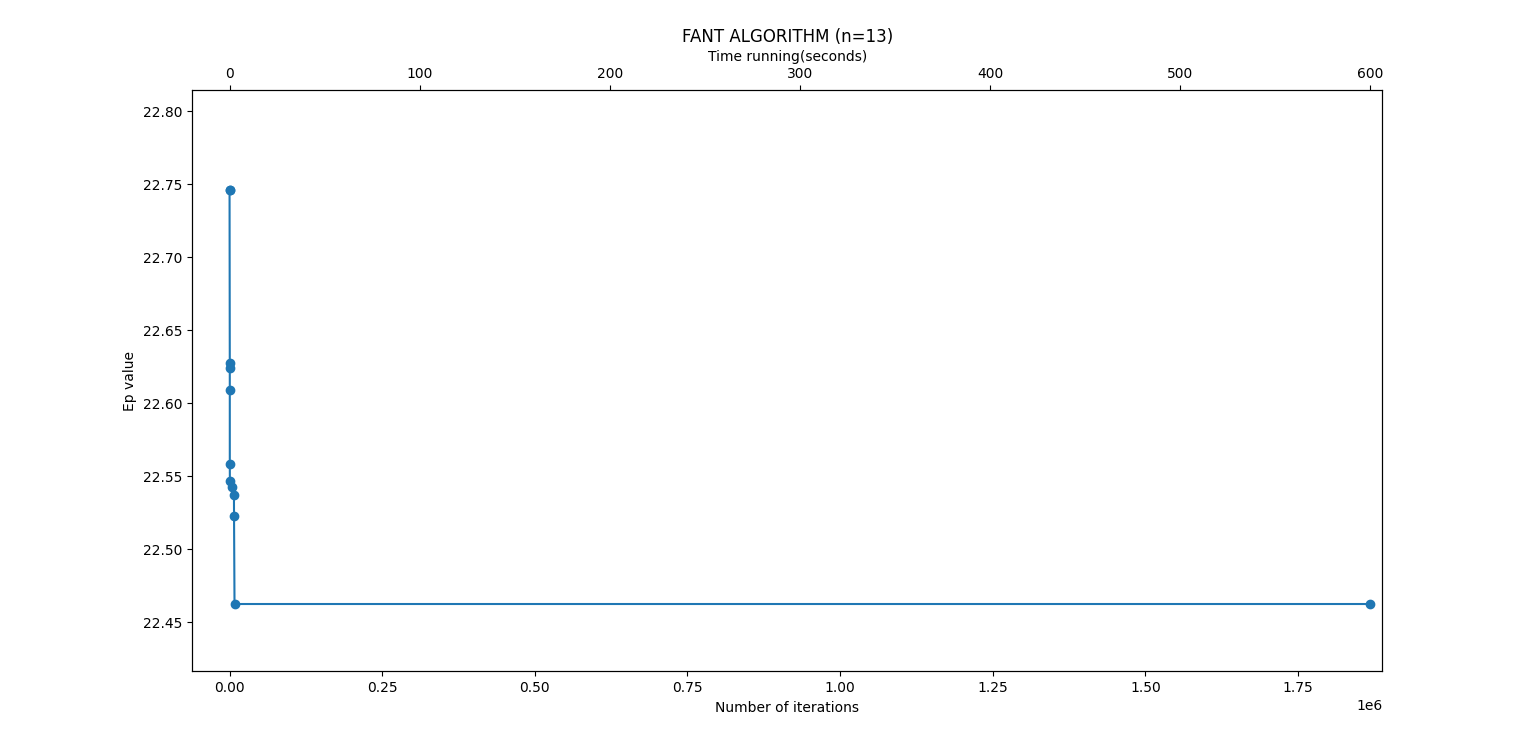 FANT ALGORITHM (n=13)
Time running(seconds)
0 100 200 300 400 500 600
22.80
22.75
22.70
22.65
22.60
22.55
22.50
22.45
Ep value
0.00 0.25 0.50 0.75 1.00 1.25 1.50 1.75
1e6
Number of iterations